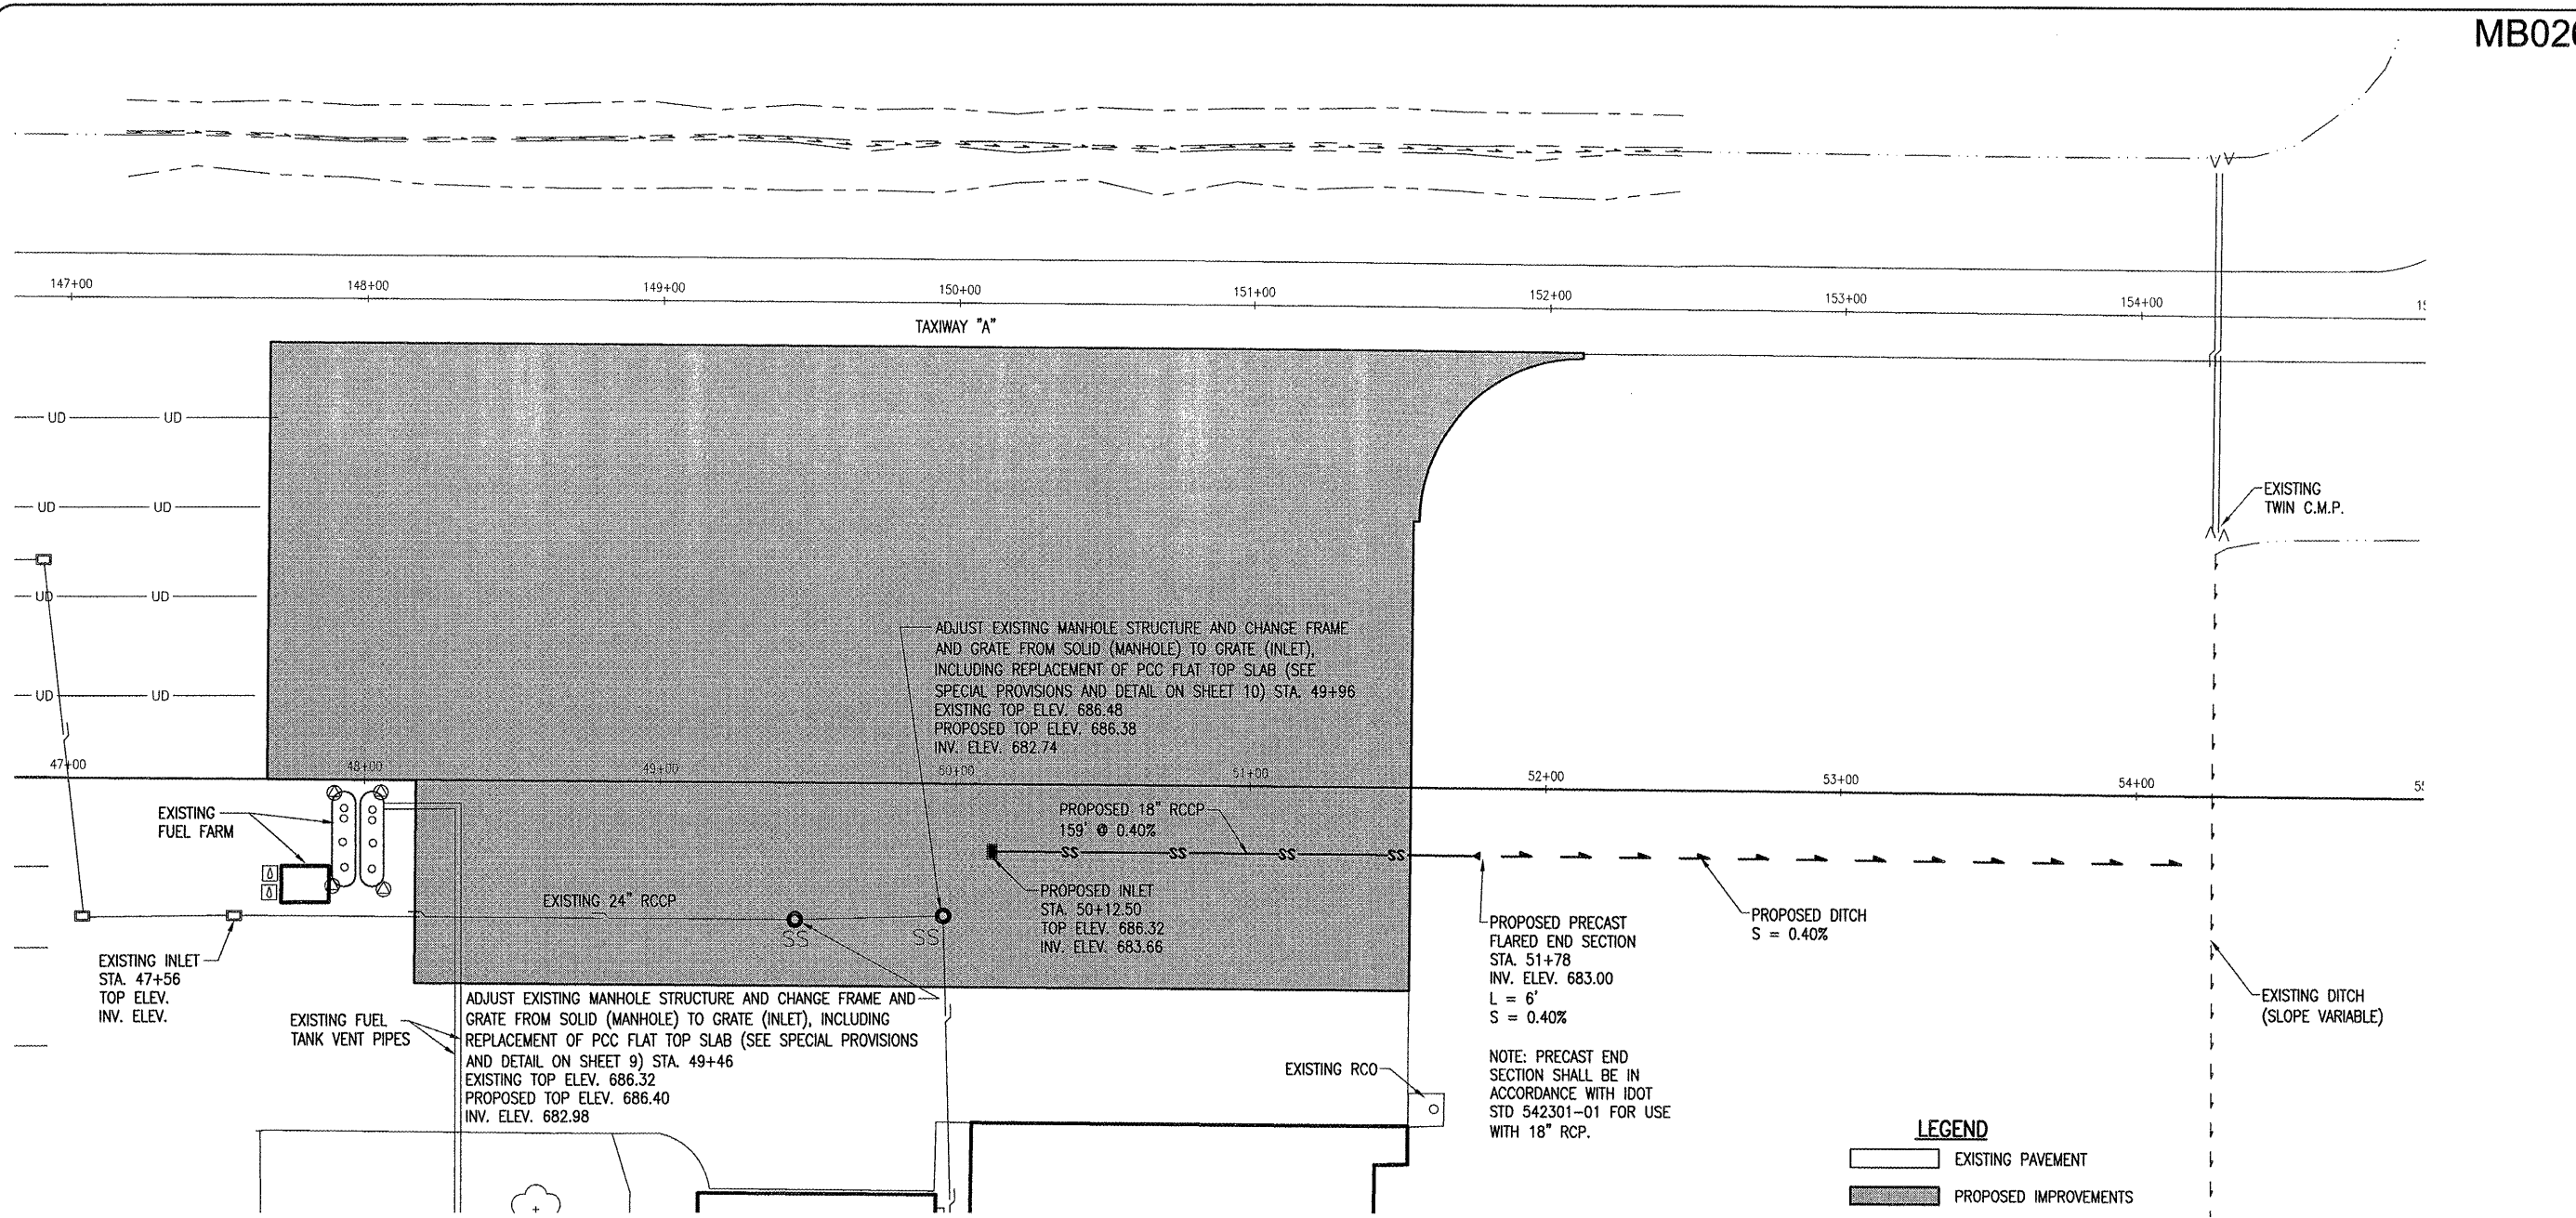 MB020
147+00
148+00
149+00
150+00
151+00
152+00
153+00
154+00
TAXIWAY "A"
UD UD
UD UD
UD UD
UD UD
EXISTING
TWIN C.M.P.
ADJUST EXISTING MANHOLE STRUCTURE AND CHANGE FRAME
AND GRATE FROM SOLID (MANHOLE) TO GRATE (INLET),
INCLUDING REPLACEMENT OF PCC FLAT TOP SLAB (SEE
SPECIAL PROVISIONS AND DETAIL ON SHEET 10) STA. 49+96
EXISTING TOP ELEV. 686.48
PROPOSED TOP ELEV. 686.38
INV. ELEV. 682.74
47+00
48+00
49+00
50+00
51+00
52+00
53+00
54+00
EXISTING
FUEL FARM
PROPOSED 18" RCCP
159' @ 0.40%
SS SS SS SS
EXISTING 24" RCCP
SS
SS
PROPOSED INLET
STA. 50+12.50
TOP ELEV. 686.32
INV. ELEV. 683.66
PROPOSED PRECAST
FLARED END SECTION
STA. 51+78
INV. ELEV. 683.00
L = 6'
S = 0.40%
NOTE: PRECAST END
SECTION SHALL BE IN
ACCORDANCE WITH IDOT
STD 542301-01 FOR USE
WITH 18" RCP.
PROPOSED DITCH
S = 0.40%
EXISTING DITCH
(SLOPE VARIABLE)
EXISTING INLET
STA. 47+56
TOP ELEV.
INV. ELEV.
EXISTING FUEL
TANK VENT PIPES
ADJUST EXISTING MANHOLE STRUCTURE AND CHANGE FRAME AND
GRATE FROM SOLID (MANHOLE) TO GRATE (INLET), INCLUDING
REPLACEMENT OF PCC FLAT TOP SLAB (SEE SPECIAL PROVISIONS
AND DETAIL ON SHEET 9) STA. 49+46
EXISTING TOP ELEV. 686.32
PROPOSED TOP ELEV. 686.40
INV. ELEV. 682.98
EXISTING RCO
LEGEND
EXISTING PAVEMENT
PROPOSED IMPROVEMENTS